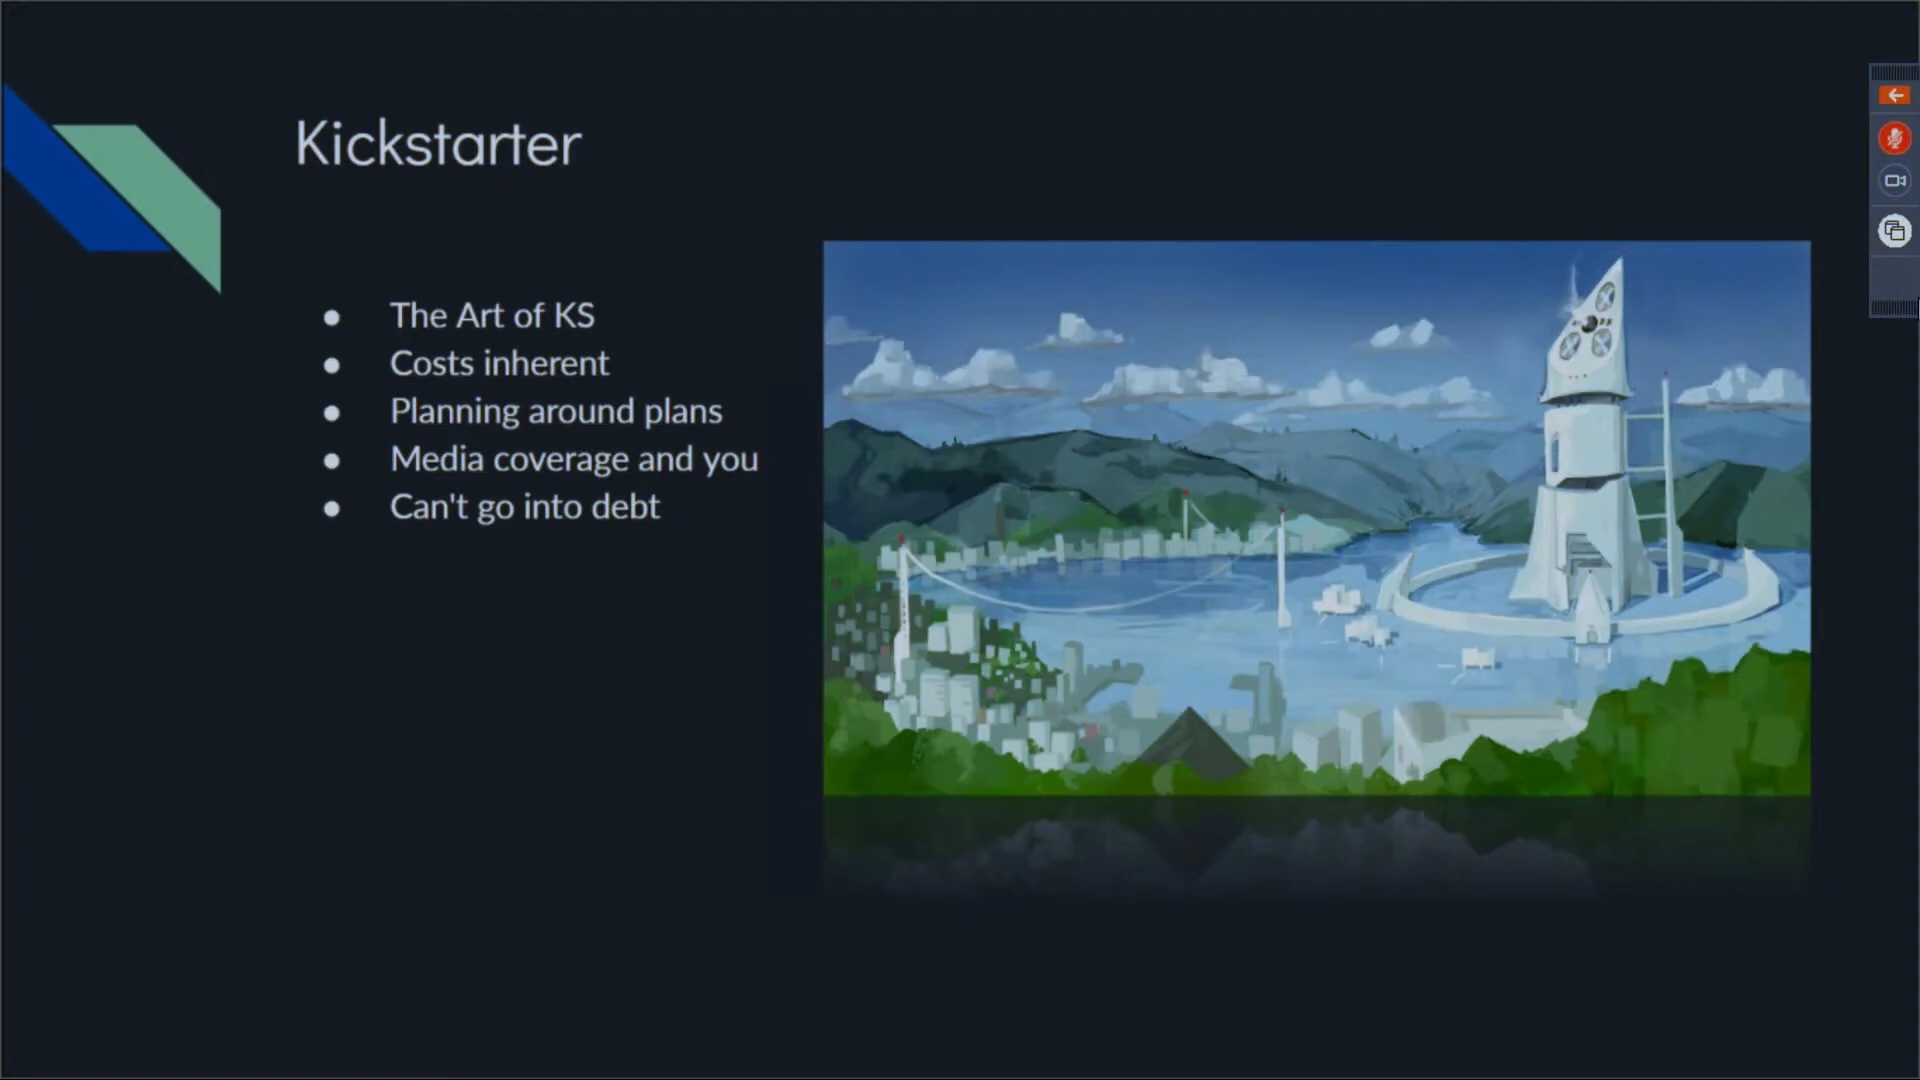 Kickstarter
The Art of KS
Costs inherent
Planning around plans
Media coverage and you
Can't go into debt